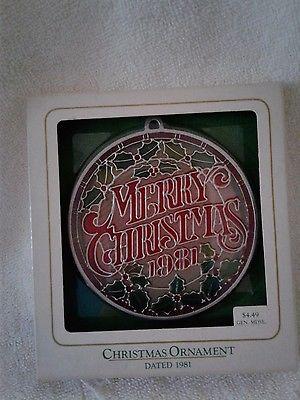 MERRY
CHRISTMAS
1981
$4.49
GEN. MDSE.
CHRISTMAS ORNAMENT
DATED 1981